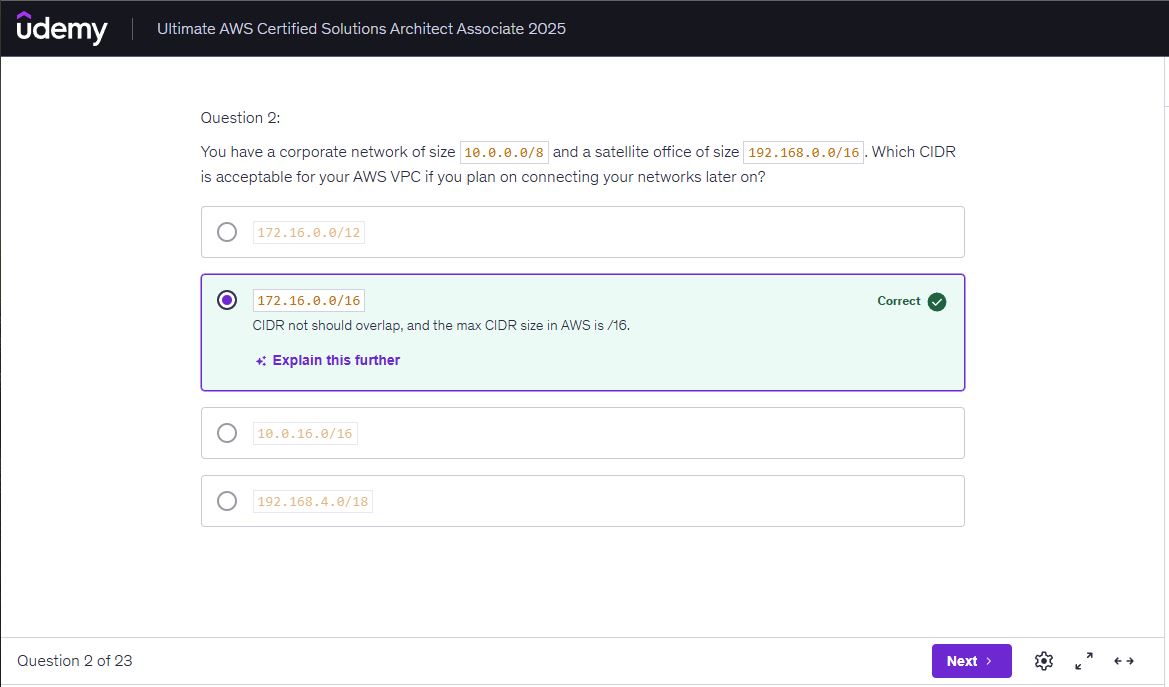 ûdemy Ultimate AWS Certified Solutions Architect Associate 2025
Question 2:
You have a corporate network of size 10.0.0.0/8 and a satellite office of size 192.168.0.0/16. Which CIDR
is acceptable for your AWS VPC if you plan on connecting your networks later on?
172.16.0.0/12
172.16.0.0/16 Correct
CIDR not should overlap, and the max CIDR size in AWS is /16.
Explain this further
10.0.16.0/16
192.168.4.0/18
Question 2 of 23 Next